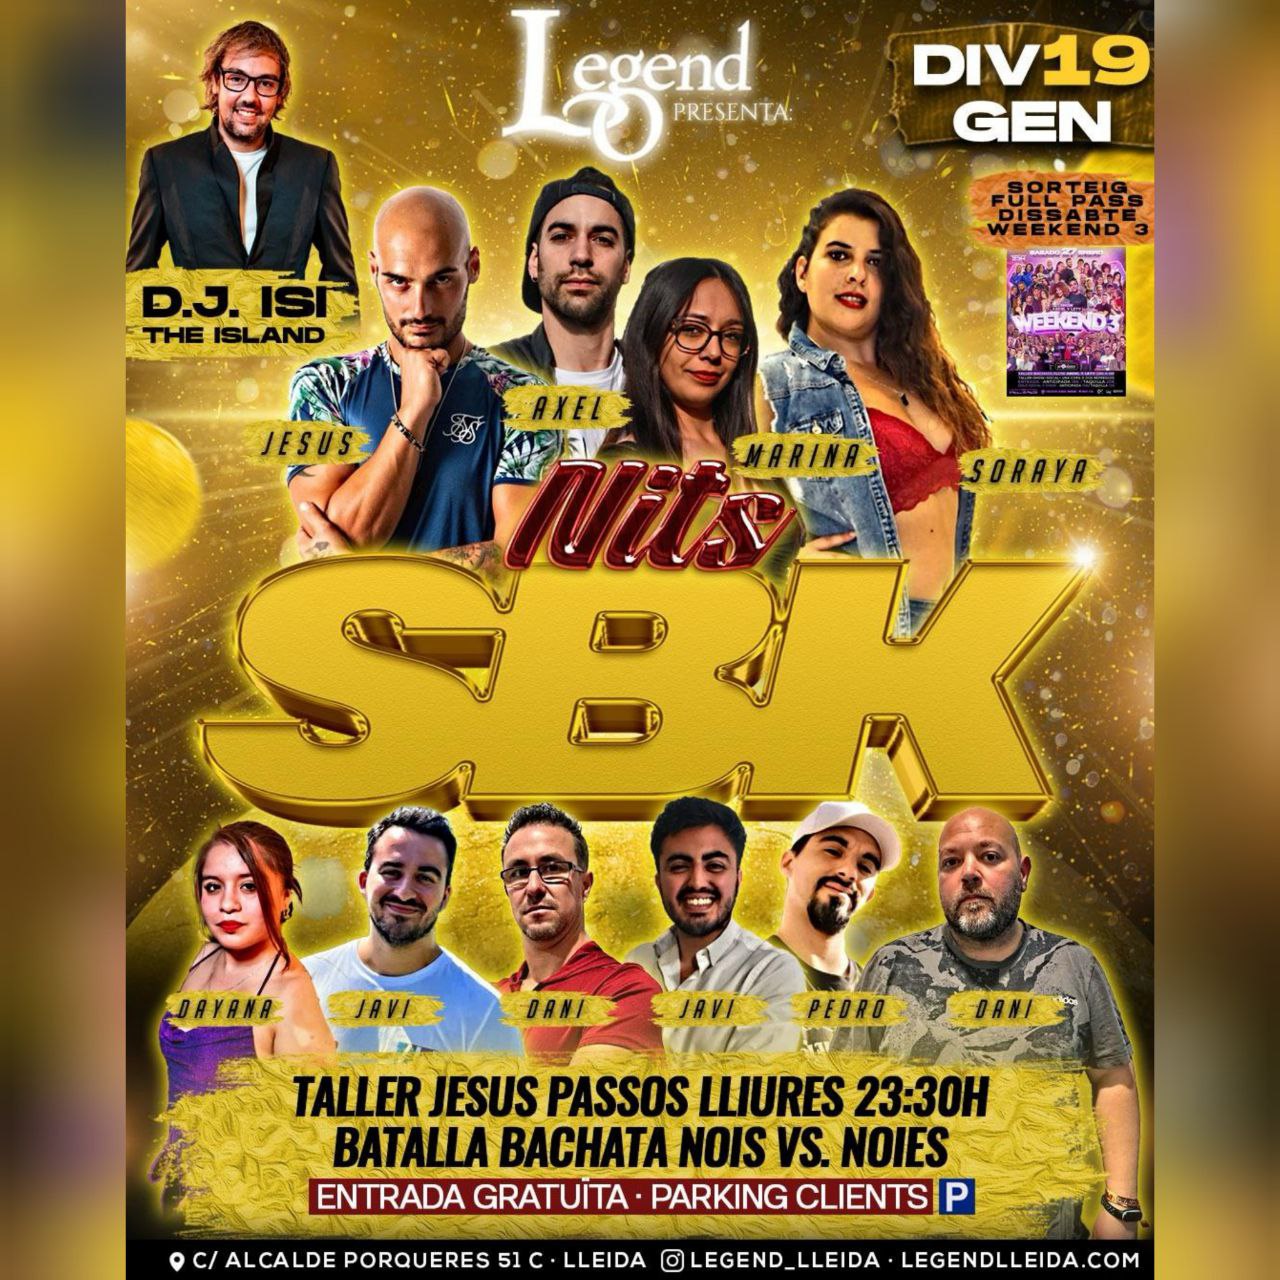 Legend
PRESENTA:
DIV19
GEN
SORTEIG
FULL PASS
DISSABTE
WEEKEND 3
WEEKEND 3
D.J. ISI
THE ISLAND
JESUS
AXEL
MARINA
SORAYA
Nits
SBK
DAYANA
JAVI
DANI
JAVI
PEDRO
DANI
adidas
TALLER JESUS PASSOS LLIURES 23:30H
BATALLA BACHATA NOIS VS. NOIES
ENTRADA GRATUÏTA · PARKING CLIENTS P
C/ ALCALDE PORQUERES 51 C · LLEIDA LEGEND_LLEIDA · LEGENDLLEIDA.COM